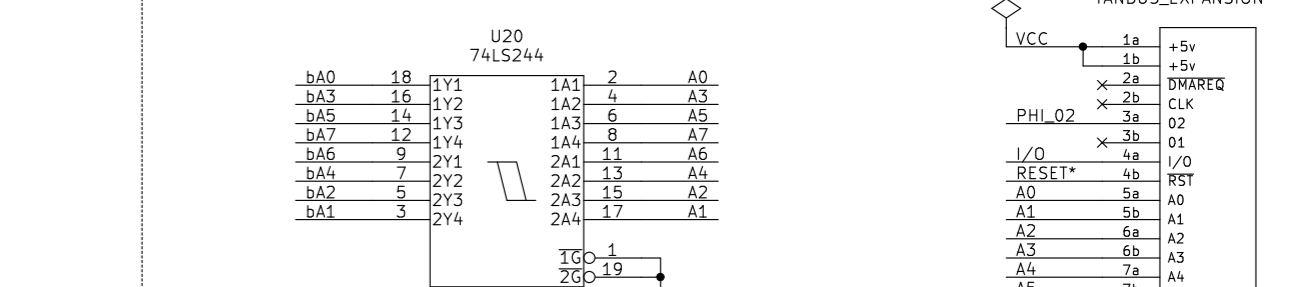 TANBUS_EXPANSION
U20
74LS244
bA0 18 1Y1 1A1 2 A0
bA3 16 1Y2 1A2 4 A3
bA5 14 1Y3 1A3 6 A5
bA7 12 1Y4 1A4 8 A7
bA6 9 2Y1 2A1 11 A6
bA4 7 2Y2 2A2 13 A4
bA2 5 2Y3 2A3 15 A2
bA1 3 2Y4 2A4 17 A1
1G 1
2G 19
VCC 1a +5v
1b +5v
2a DMAREQ
2b CLK
PHI_02 3a 02
3b 01
I/O 4a I/O
RESET* 4b RST
A0 5a A0
A1 5b A1
A2 6a A2
A3 6b A3
A4 7a A4
A5 7b